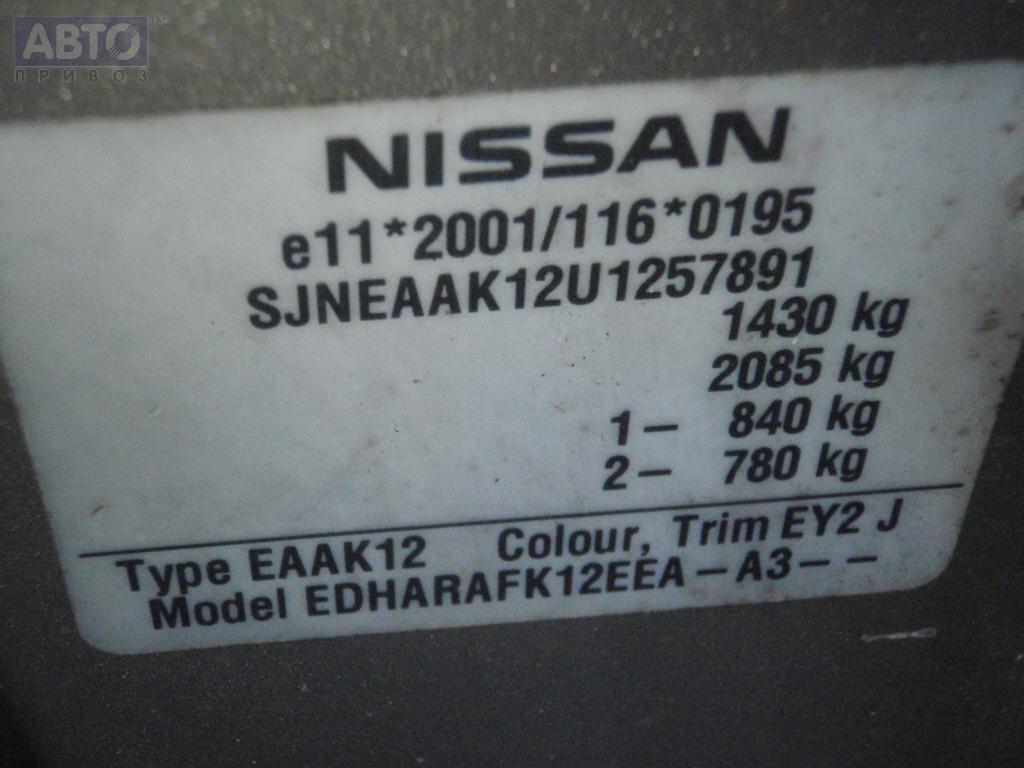 АВТО™
ПРИВОЗ
NISSAN
e11*2001/116*0195
SJNEAAK12U1257891
1430 kg
2085 kg
1– 840 kg
2– 780 kg
Type EAAK12 Colour, Trim EY2 J
Model EDHARAFK12EEA–A3––